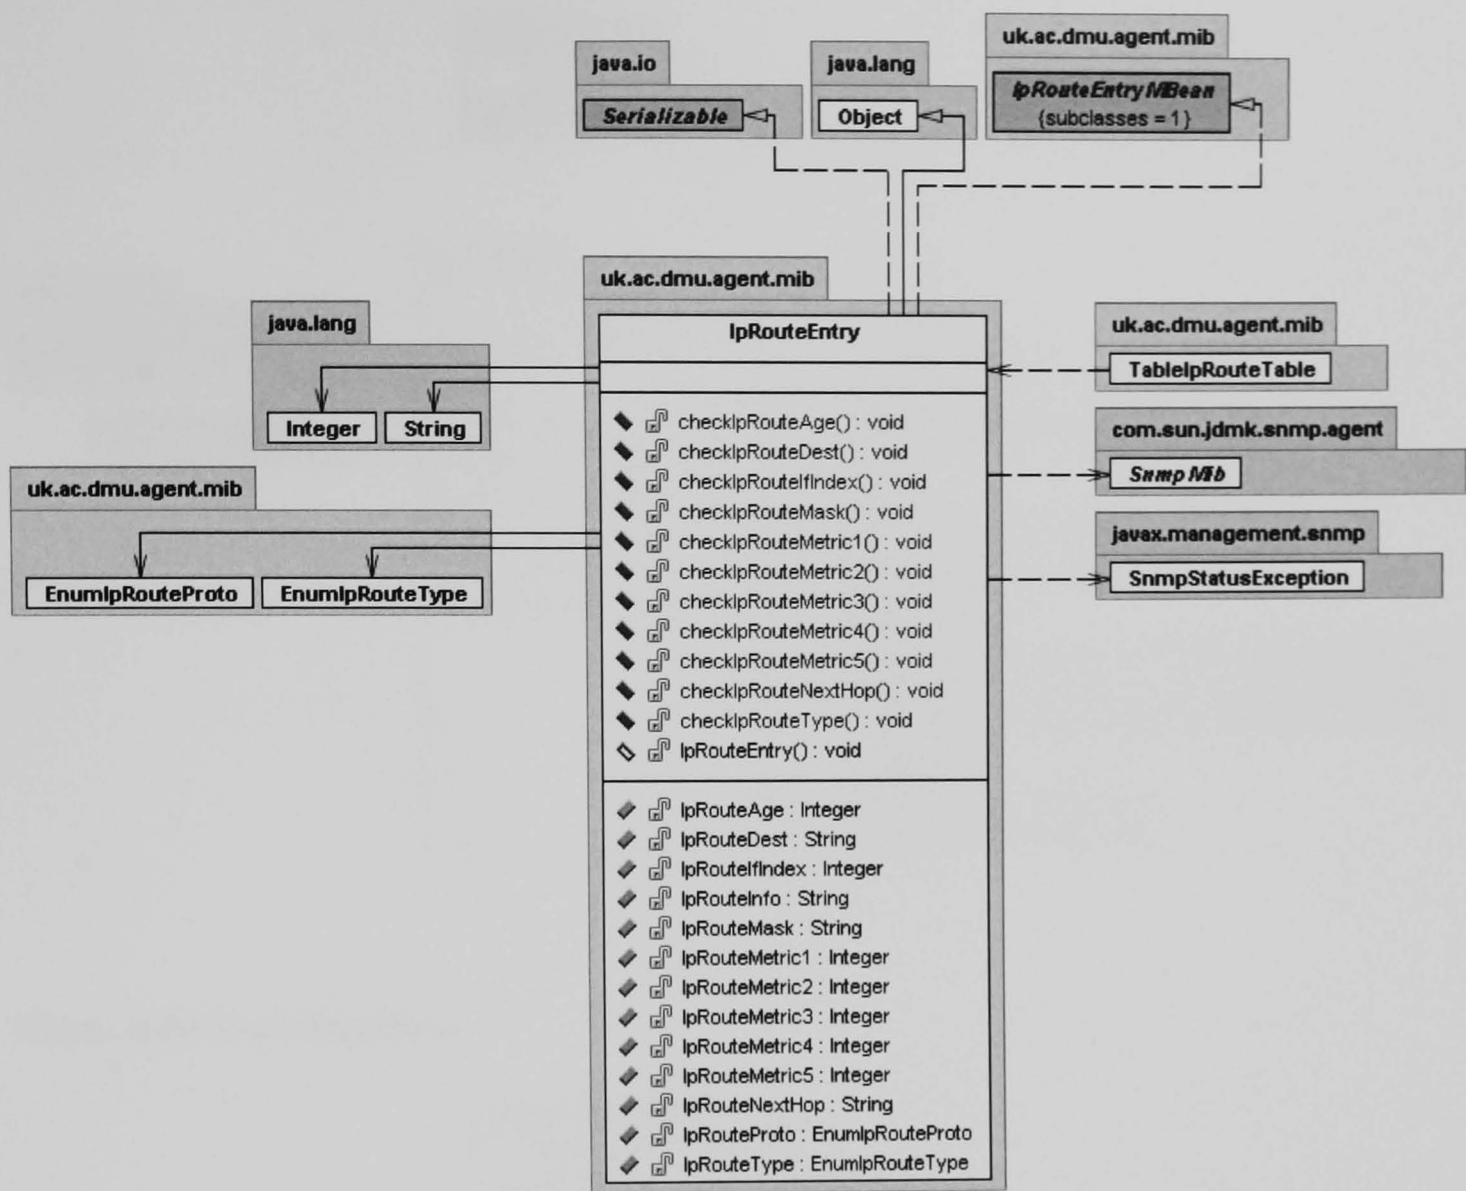 java.io
Serializable
java.lang
Object
uk.ac.dmu.agent.mib
IpRouteEntryMBean
{subclasses = 1}
uk.ac.dmu.agent.mib
IpRouteEntry
java.lang
Integer
String
uk.ac.dmu.agent.mib
EnumIpRouteProto
EnumIpRouteType
uk.ac.dmu.agent.mib
TableIpRouteTable
com.sun.jdmk.snmp.agent
SnmpMib
javax.management.snmp
SnmpStatusException
checkIpRouteAge() : void
checkIpRouteDest() : void
checkIpRouteIfIndex() : void
checkIpRouteMask() : void
checkIpRouteMetric1() : void
checkIpRouteMetric2() : void
checkIpRouteMetric3() : void
checkIpRouteMetric4() : void
checkIpRouteMetric5() : void
checkIpRouteNextHop() : void
checkIpRouteType() : void
IpRouteEntry() : void
IpRouteAge : Integer
IpRouteDest : String
IpRouteIfIndex : Integer
IpRouteInfo : String
IpRouteMask : String
IpRouteMetric1 : Integer
IpRouteMetric2 : Integer
IpRouteMetric3 : Integer
IpRouteMetric4 : Integer
IpRouteMetric5 : Integer
IpRouteNextHop : String
IpRouteProto : EnumIpRouteProto
IpRouteType : EnumIpRouteType